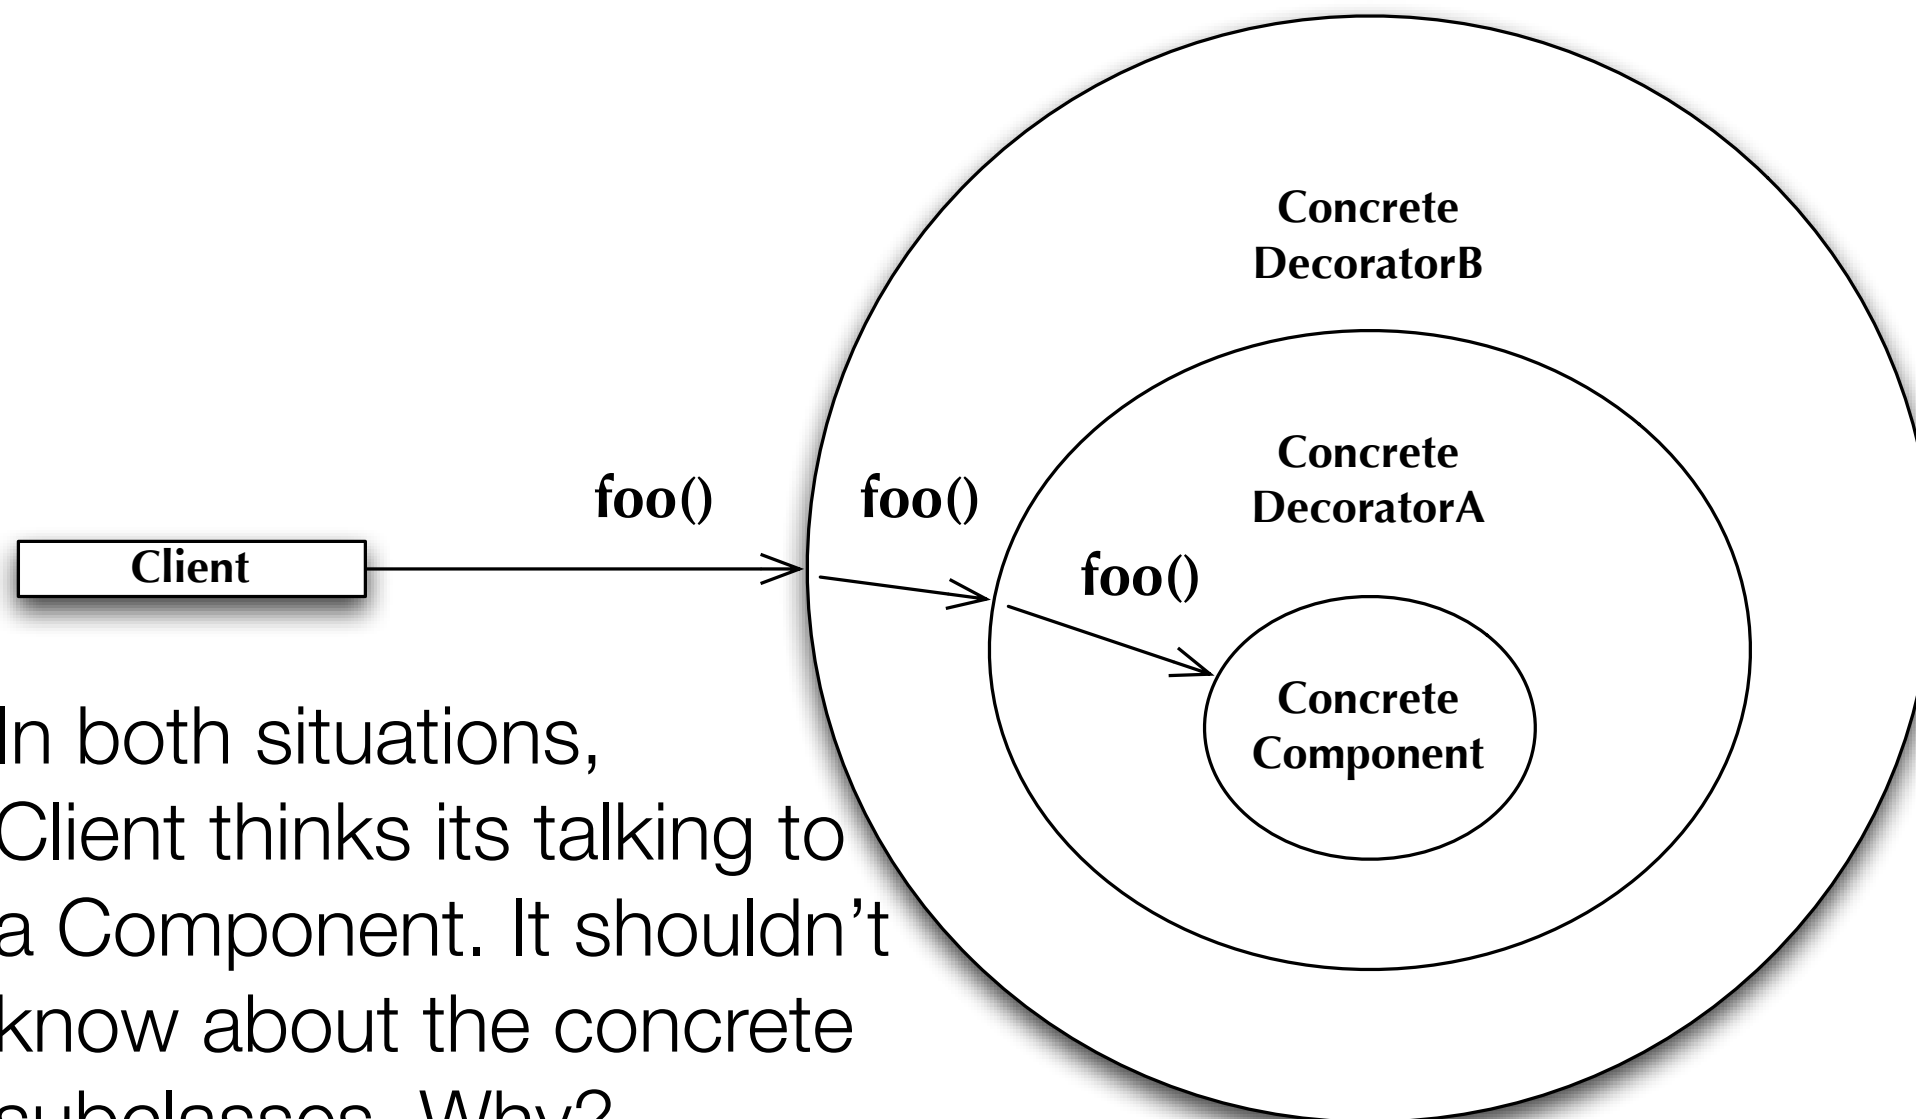 Concrete
DecoratorB
Concrete
DecoratorA
foo()
foo()
foo()
Client
Concrete
Component
In both situations,
Client thinks its talking to
a Component. It shouldn’t
know about the concrete
subclasses. Why?